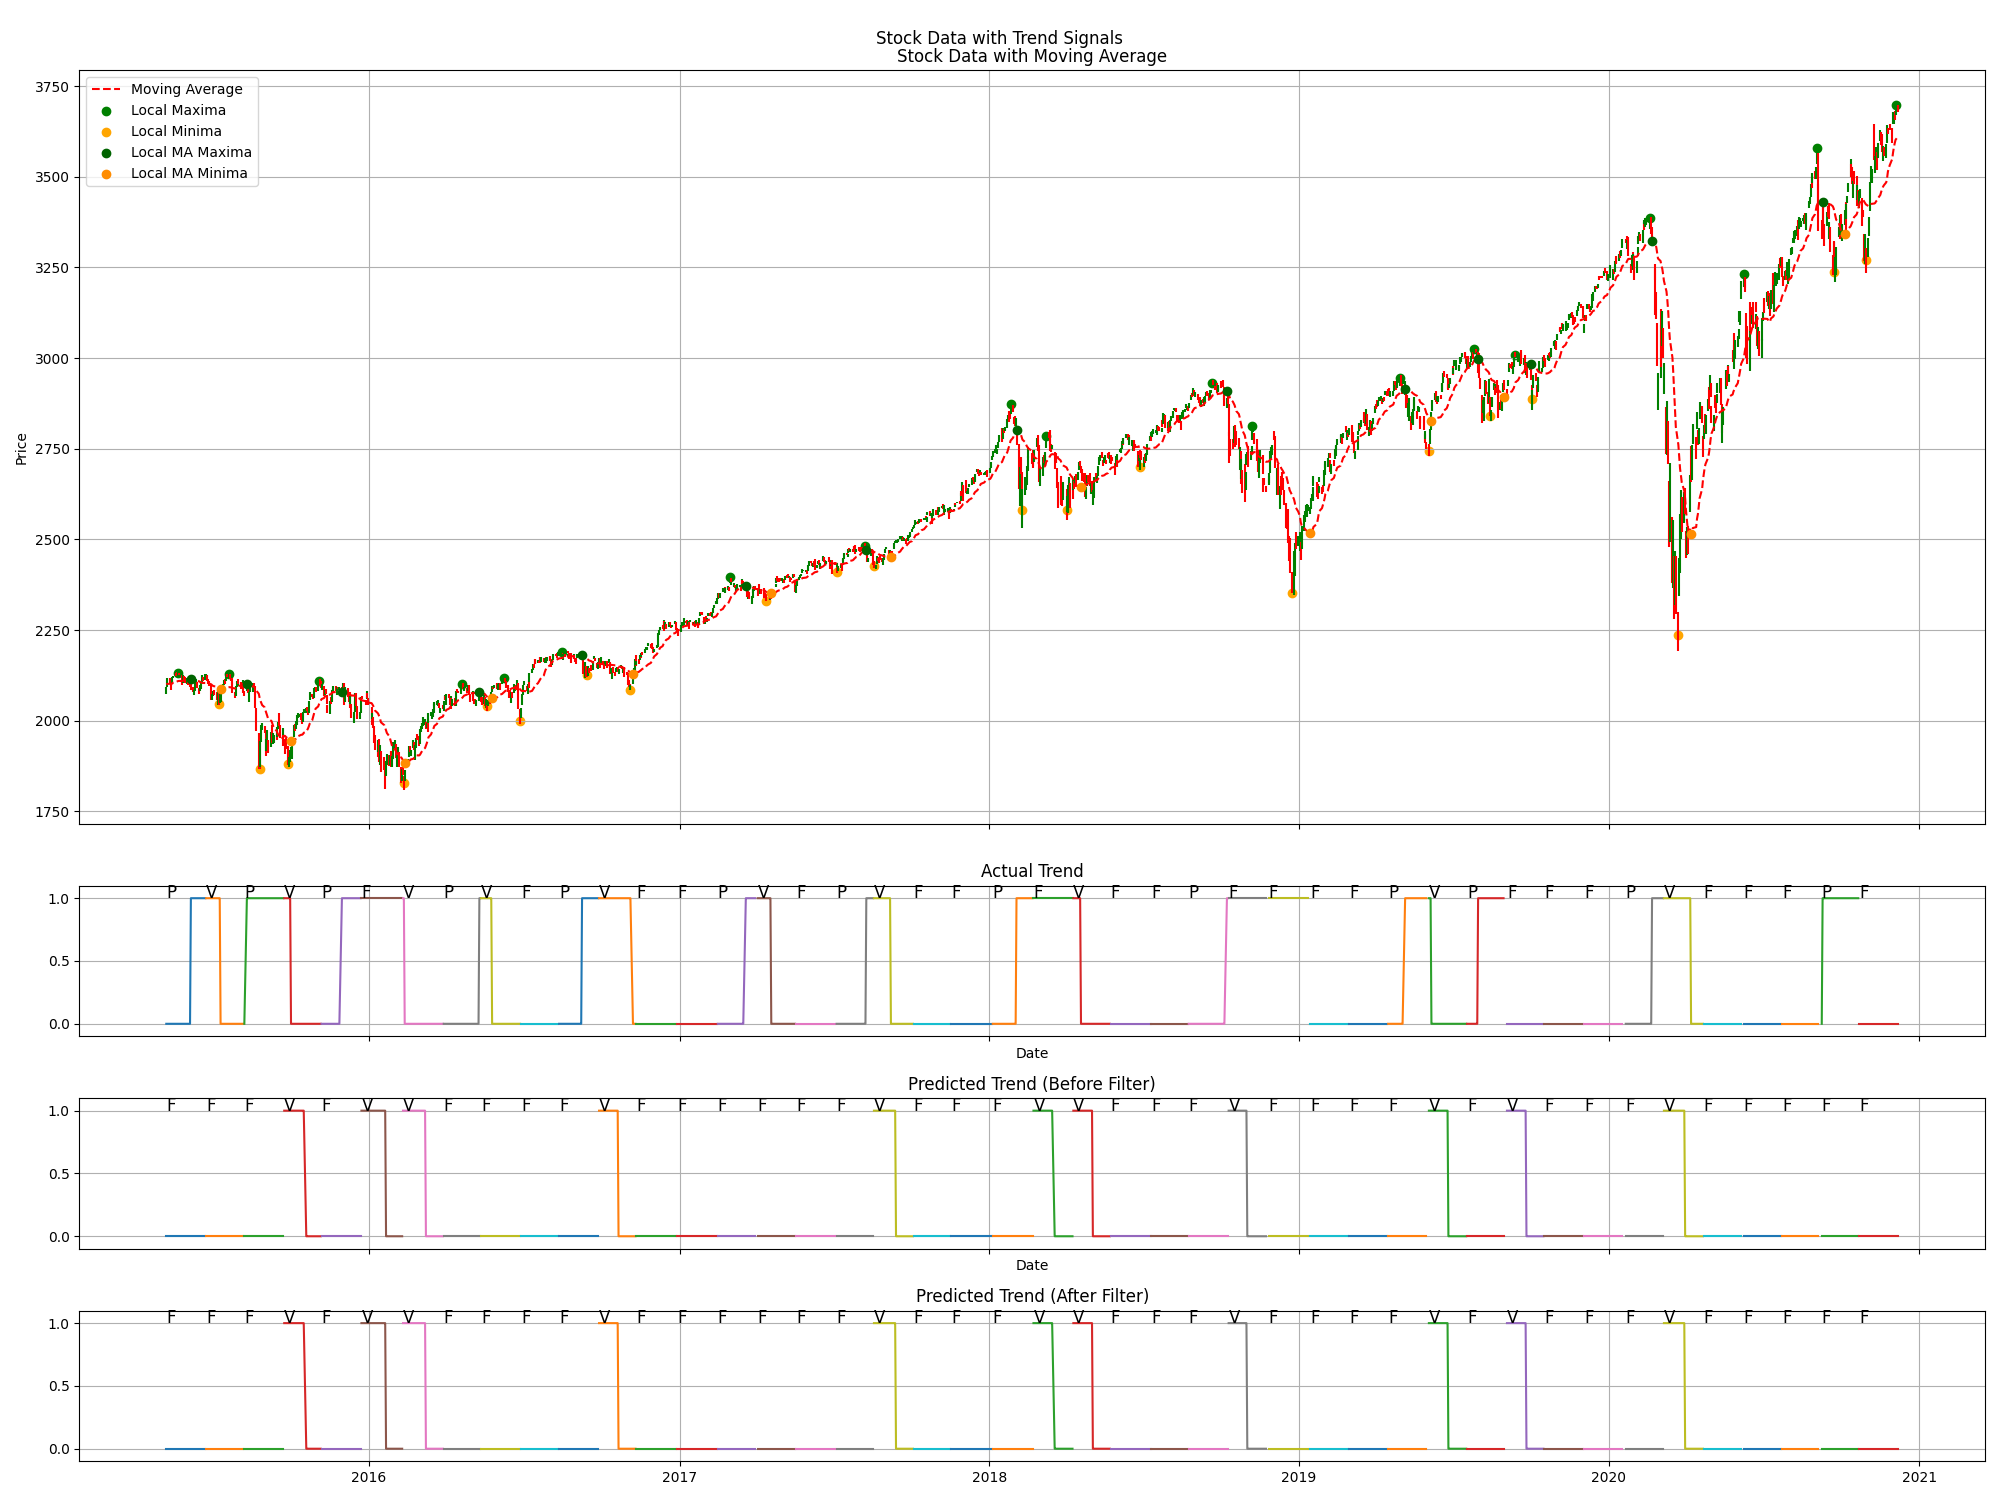 Stock Data with Trend Signals
Stock Data with Moving Average
Moving Average
Local Maxima
Local Minima
Local MA Maxima
Local MA Minima
3750
3500
3250
3000
2750
2500
2250
2000
1750
Price
Actual Trend
P V P V P F V P V F P V F F P V F P V F F P F V F F P F F F F P V P F F F P V F F F P F
1.0
0.5
0.0
Date
Predicted Trend (Before Filter)
F F F V F V V F F F F V F F F F F F V F F F V V F F F V F F F F V F V F F F V F F F F F
1.0
0.5
0.0
Date
Predicted Trend (After Filter)
F F F V F V V F F F F V F F F F F F V F F F V V F F F V F F F F V F V F F F V F F F F F
1.0
0.5
0.0
2016 2017 2018 2019 2020 2021